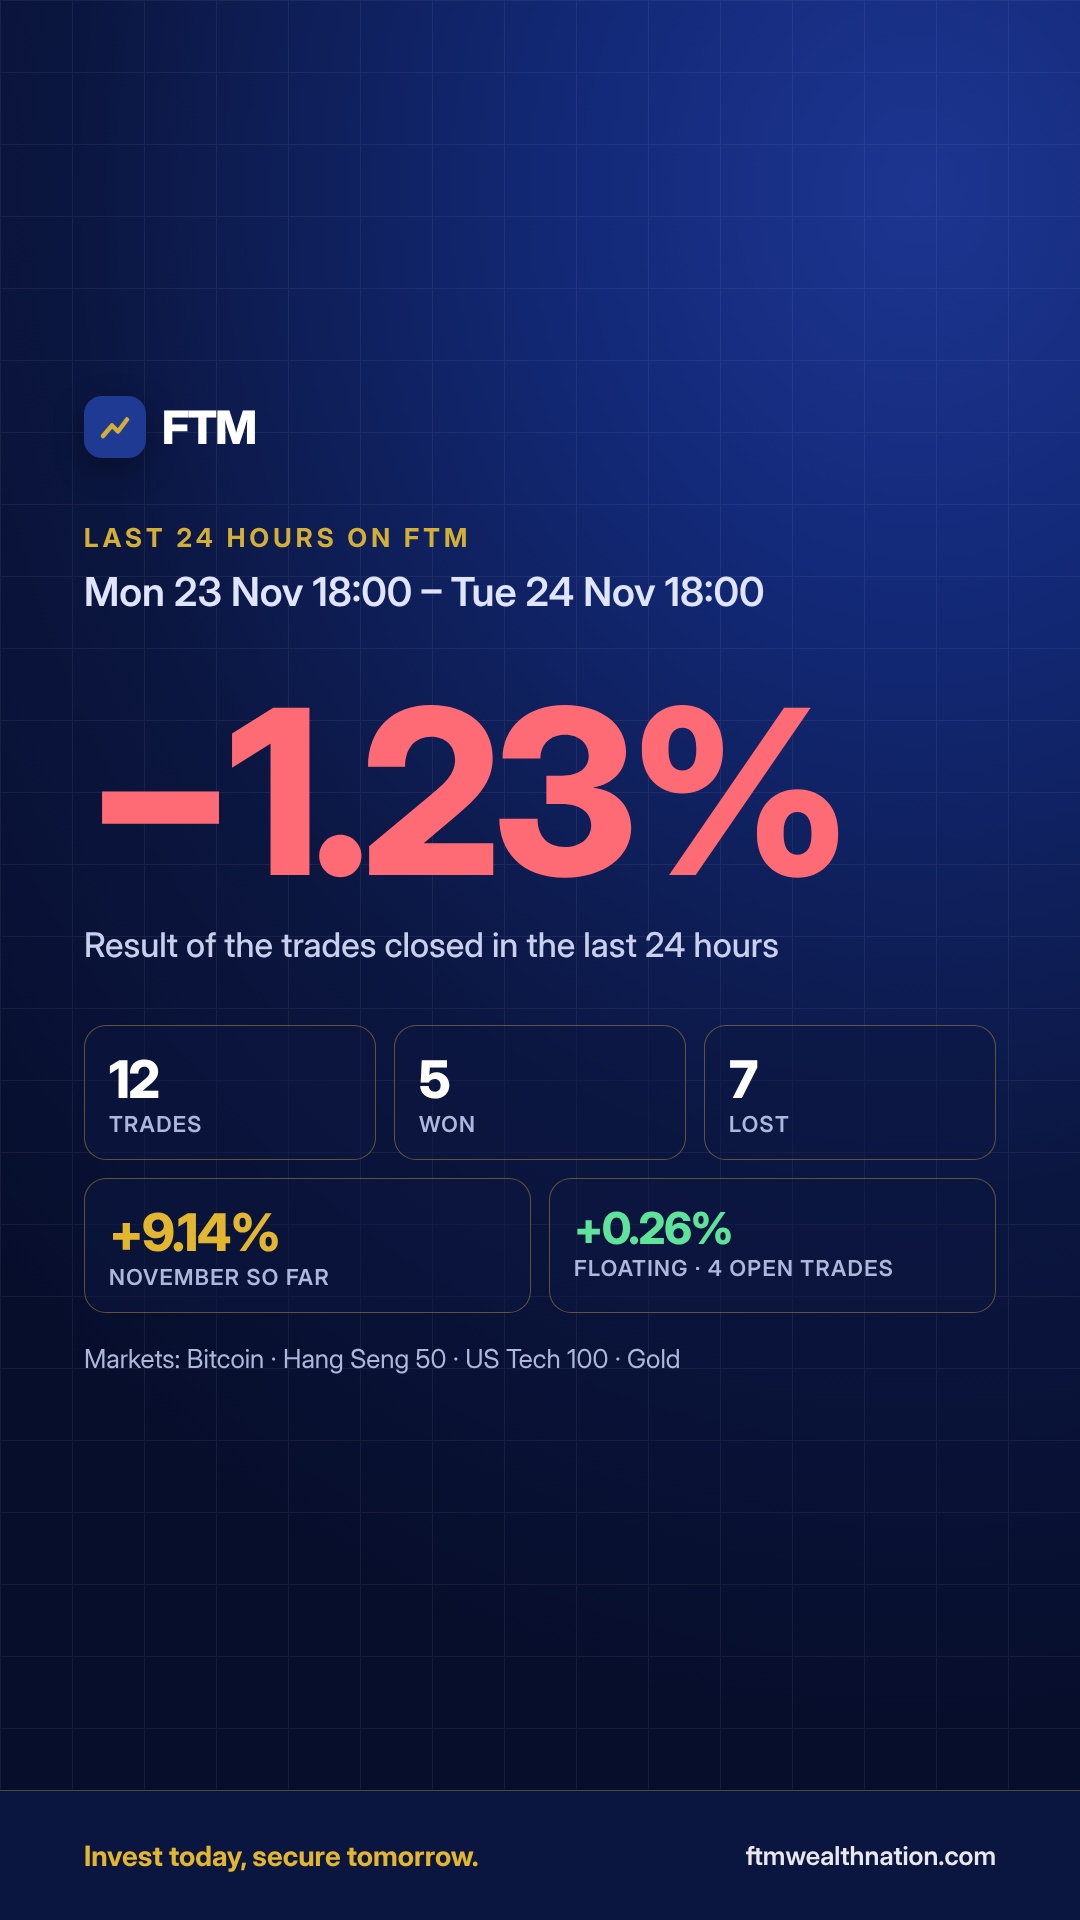 FTM
LAST 24 HOURS ON FTM
Mon 23 Nov 18:00 – Tue 24 Nov 18:00
−1.23%
Result of the trades closed in the last 24 hours
12
TRADES
5
WON
7
LOST
+9.14%
NOVEMBER SO FAR
+0.26%
FLOATING · 4 OPEN TRADES
Markets: Bitcoin · Hang Seng 50 · US Tech 100 · Gold
Invest today, secure tomorrow.
ftmwealthnation.com